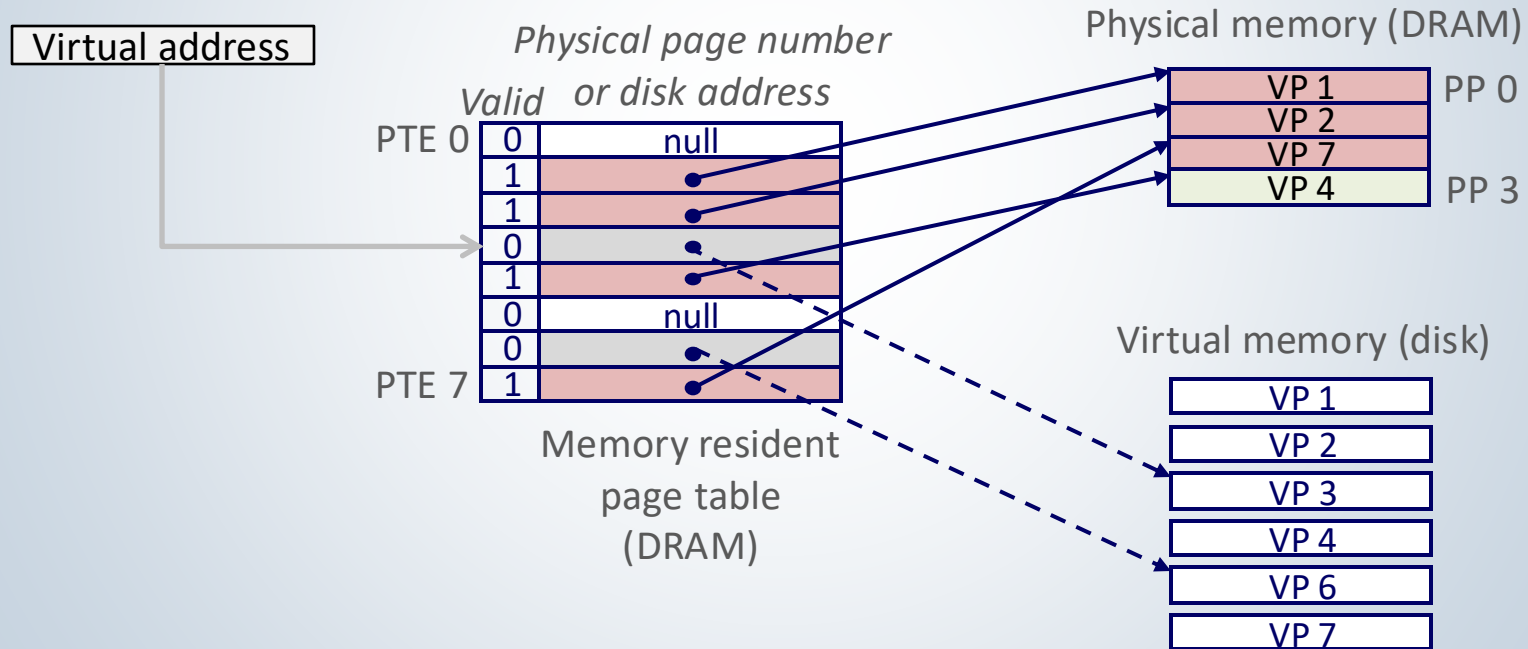 Virtual address
Physical page number
or disk address
Valid
PTE 0
0
null
1
1
0
1
0
null
0
PTE 7
1
Memory resident
page table
(DRAM)
Physical memory (DRAM)
VP 1
PP 0
VP 2
VP 7
VP 4
PP 3
Virtual memory (disk)
VP 1
VP 2
VP 3
VP 4
VP 6
VP 7